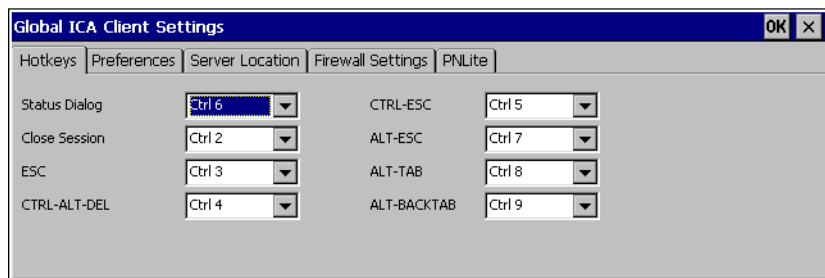 Global ICA Client Settings OK ×
Hotkeys Preferences Server Location Firewall Settings PNLite
Status Dialog Ctrl 6 CTRL-ESC Ctrl 5
Close Session Ctrl 2 ALT-ESC Ctrl 7
ESC Ctrl 3 ALT-TAB Ctrl 8
CTRL-ALT-DEL Ctrl 4 ALT-BACKTAB Ctrl 9